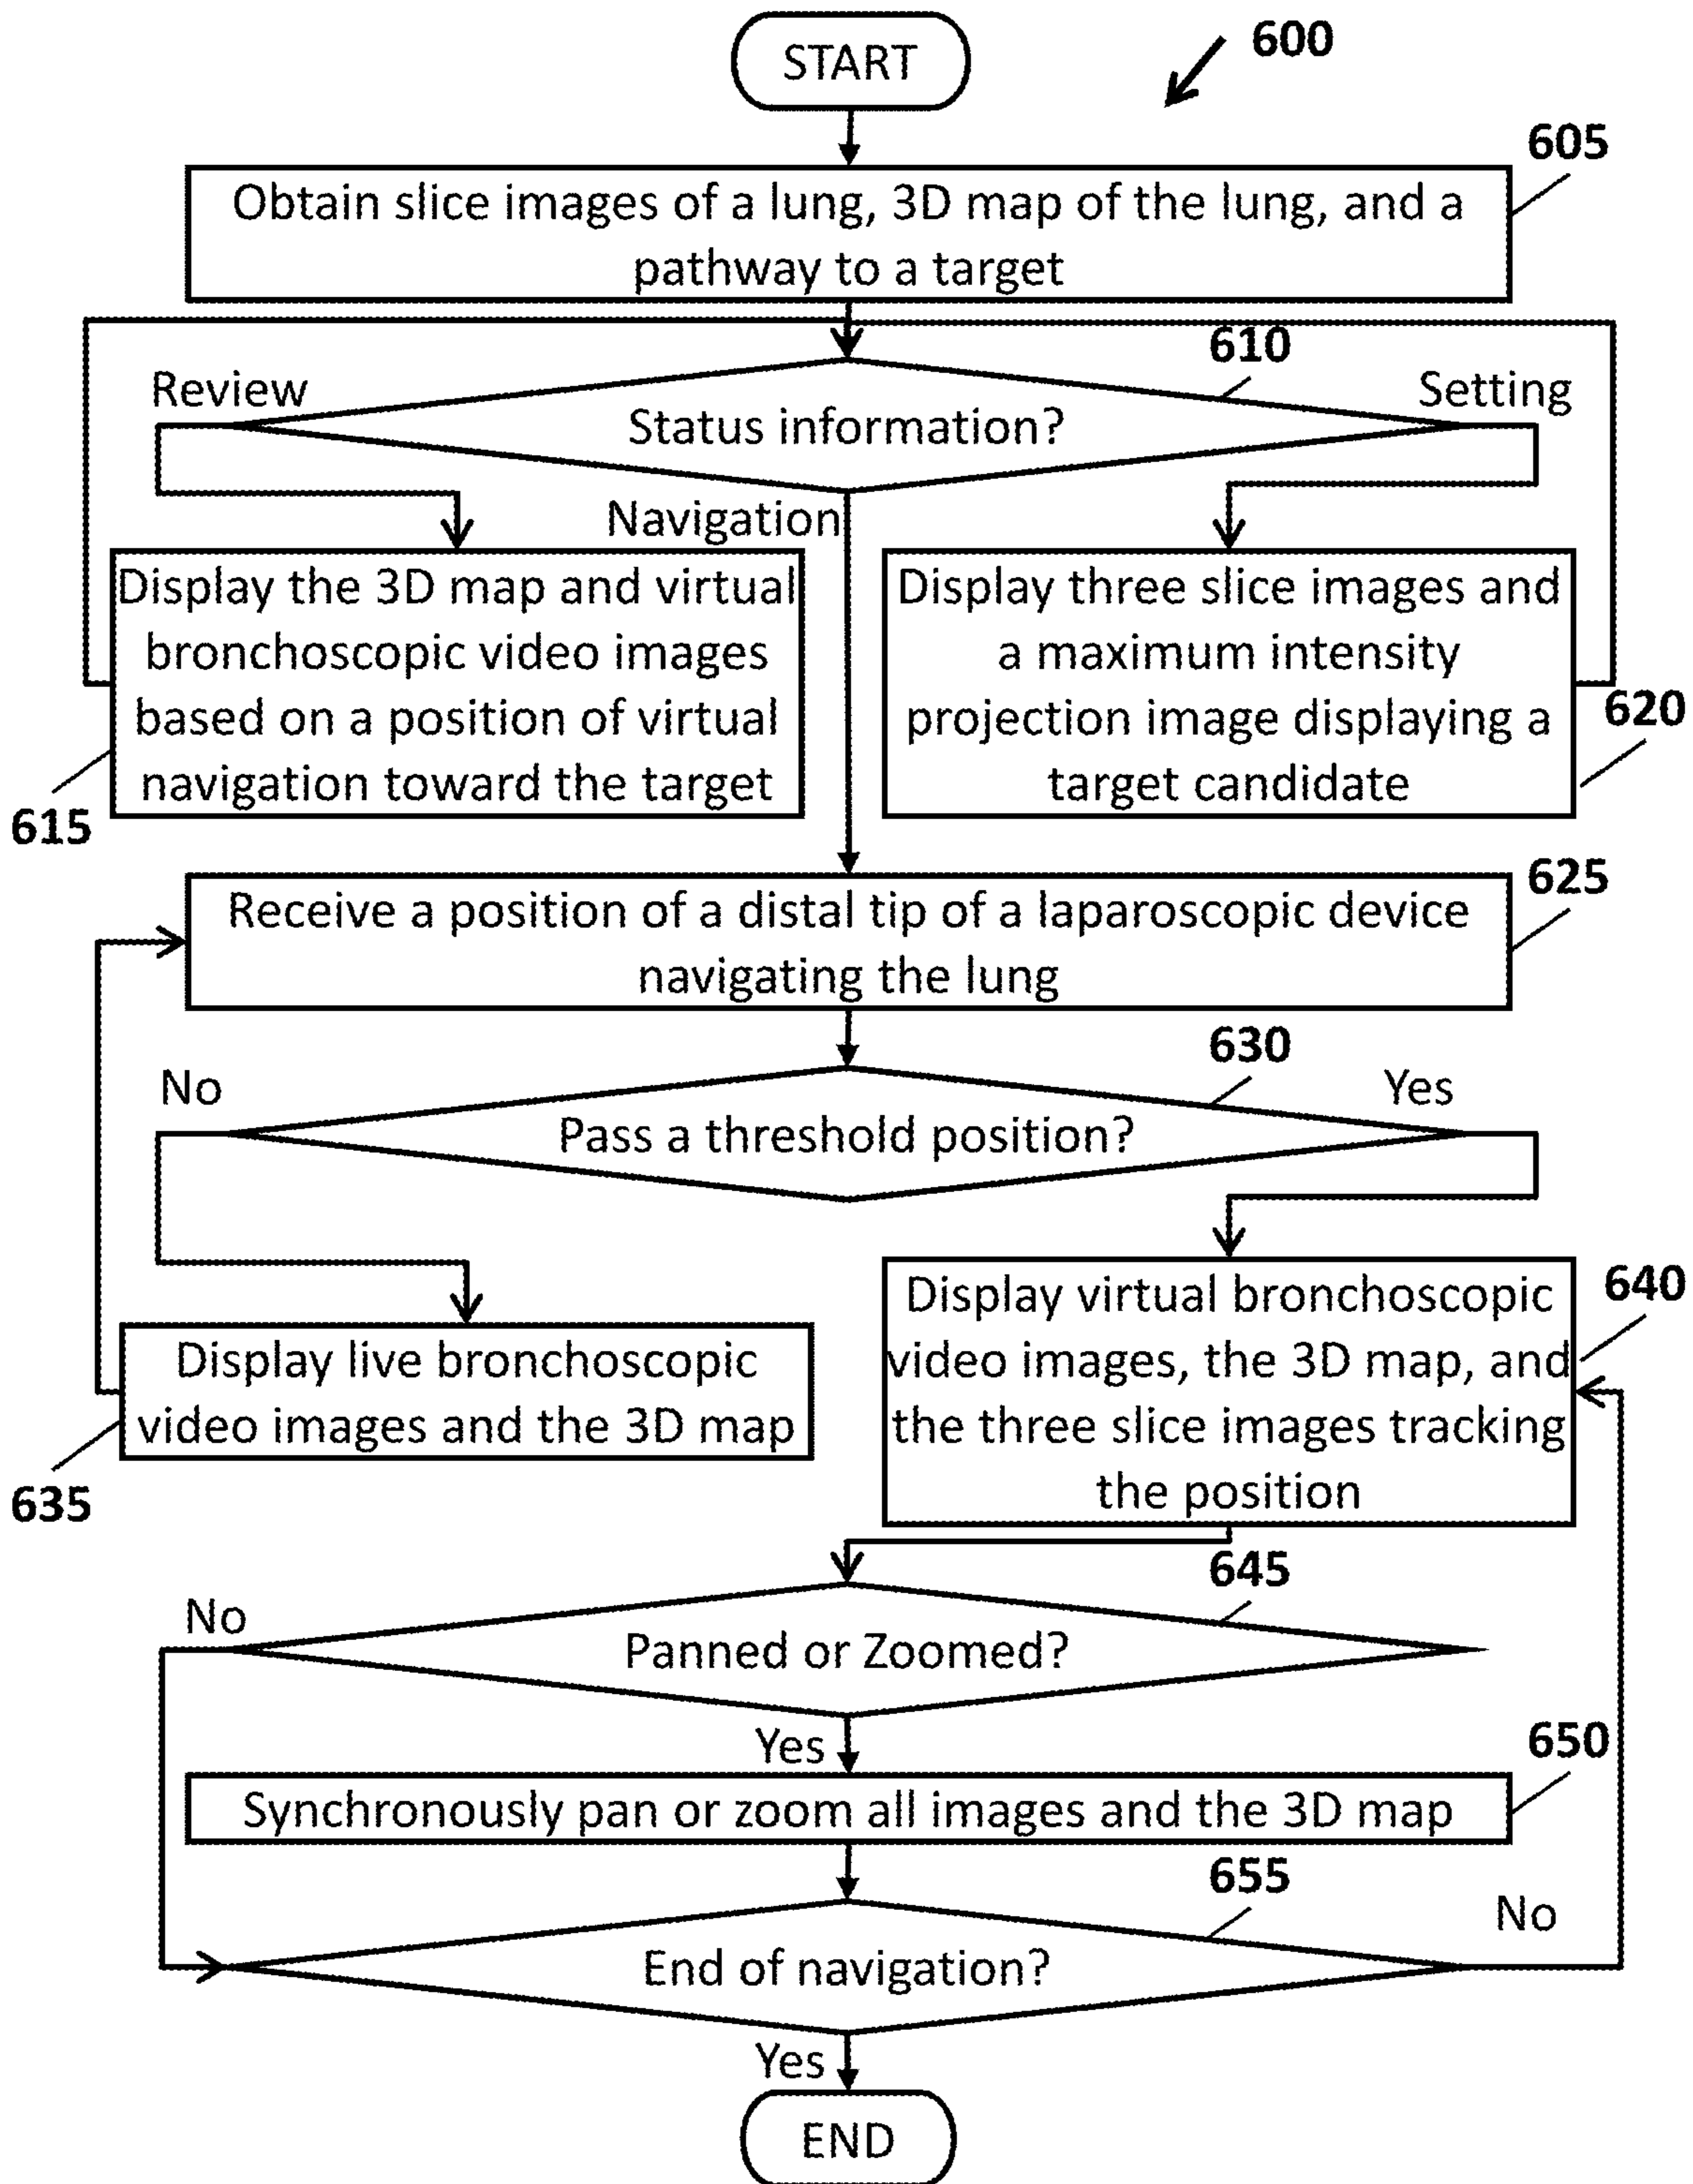 START
600
605
Obtain slice images of a lung, 3D map of the lung, and a
pathway to a target
610
Review
Setting
Status information?
Navigation
Display the 3D map and virtual
bronchoscopic video images
based on a position of virtual
navigation toward the target
615
Display three slice images and
a maximum intensity
projection image displaying a
target candidate
620
625
Receive a position of a distal tip of a laparoscopic device
navigating the lung
630
No
Yes
Pass a threshold position?
Display live bronchoscopic
video images and the 3D map
635
Display virtual bronchoscopic
video images, the 3D map, and
the three slice images tracking
the position
640
645
No
Panned or Zoomed?
Yes
650
Synchronously pan or zoom all images and the 3D map
655
No
End of navigation?
Yes
END